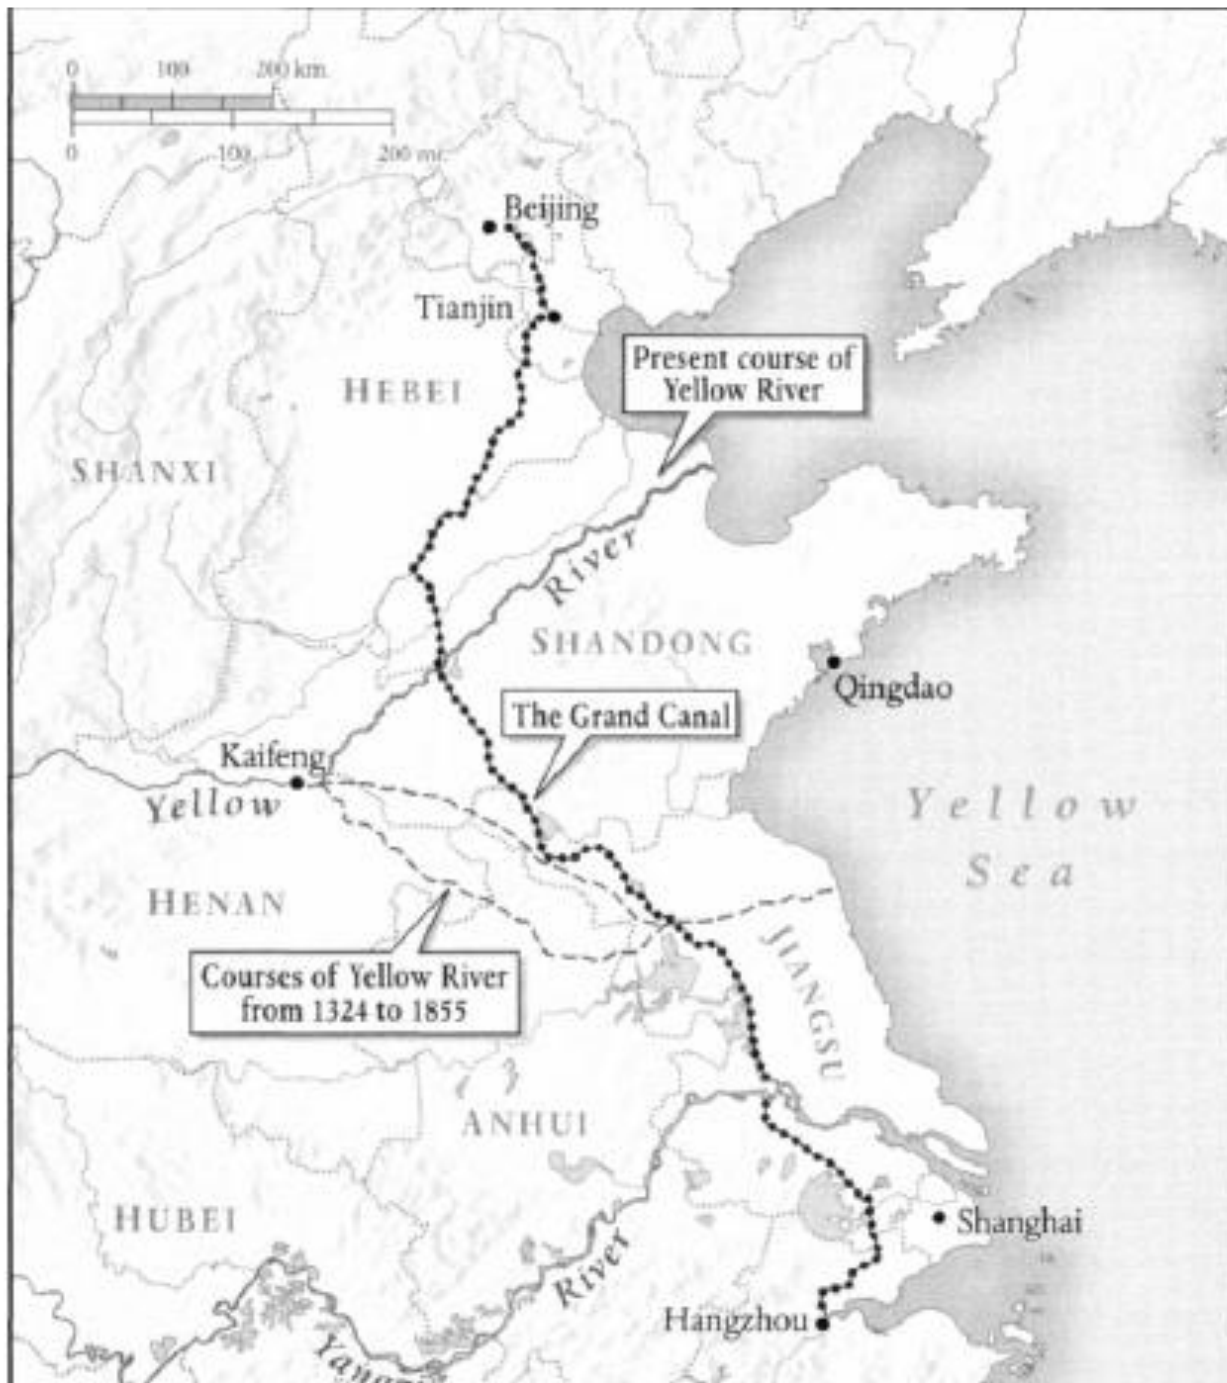 0 100 200 km
0 100 200 mi.
Beijing
Tianjin
Present course of
Yellow River
HEBEI
SHANXI
River
SHANDONG
Qingdao
The Grand Canal
Kaifeng
Yellow
Yellow
Sea
HENAN
JIANGSU
Courses of Yellow River
from 1324 to 1855
ANHUI
HUBEI
Shanghai
River
Hangzhou